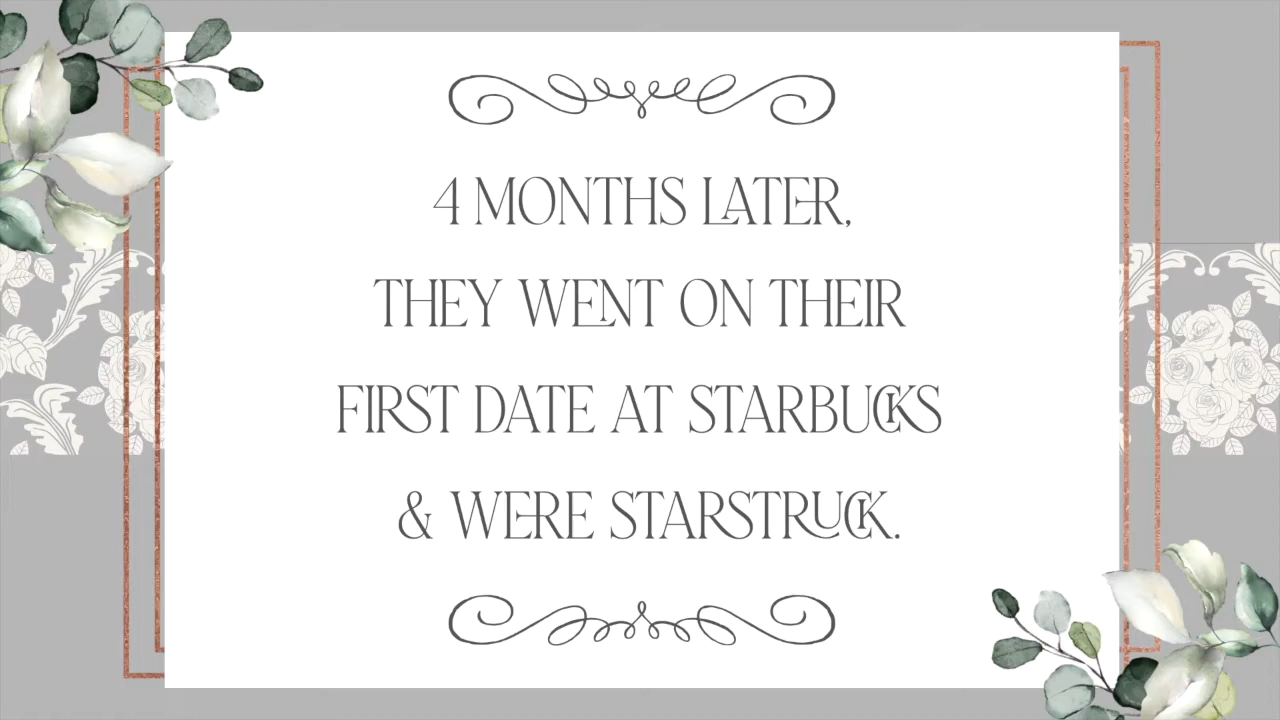 4 MONTHS LATER,
THEY WENT ON THEIR
FIRST DATE AT STARBUCKS
& WERE STARSTRUCK.